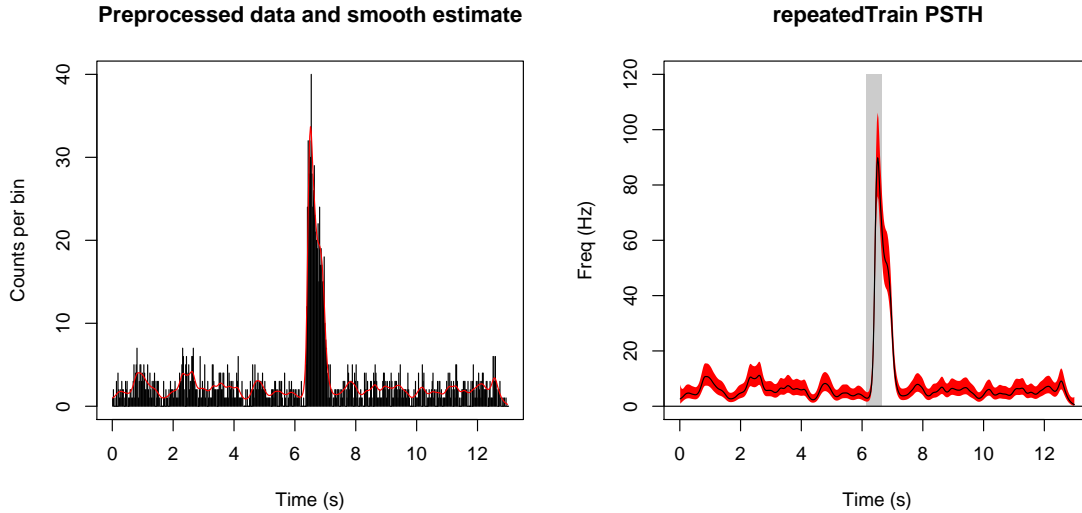 Preprocessed data and smooth estimate
Counts per bin
40
30
20
10
0
0 2 4 6 8 10 12
Time (s)
repeatedTrain PSTH
Freq (Hz)
120
100
80
60
40
20
0
0 2 4 6 8 10 12
Time (s)